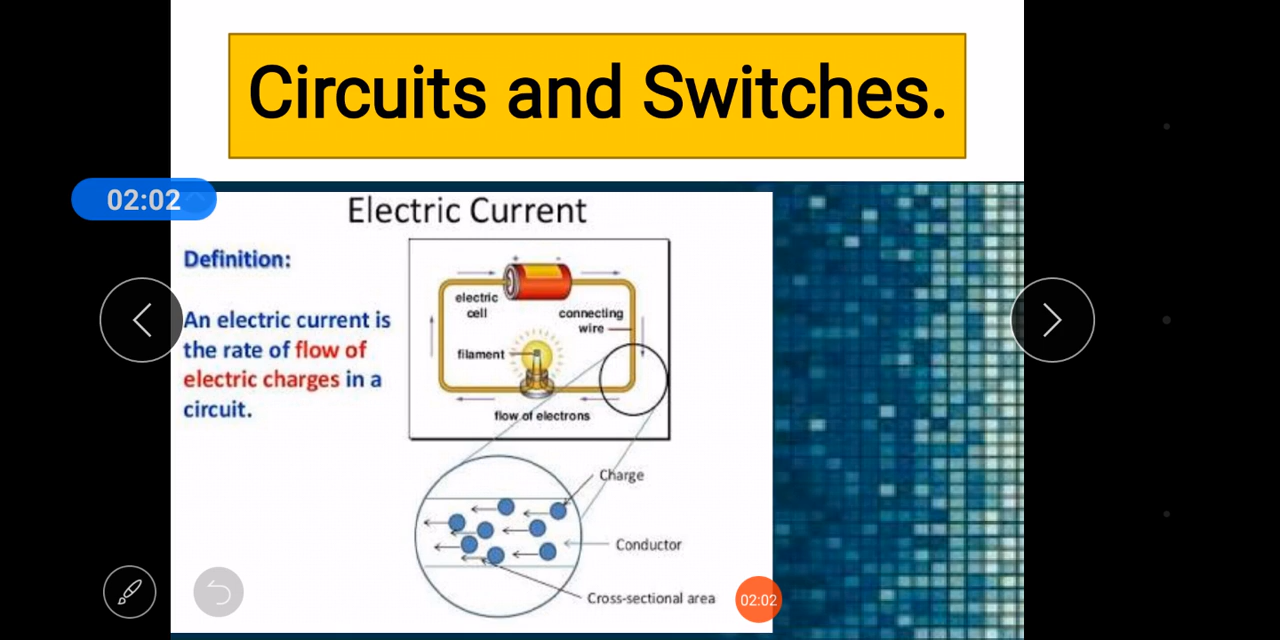 Circuits and Switches.
02:02
Electric Current
Definition:
An electric current is
the rate of flow of
electric charges in a
circuit.
+ -
electric
cell
connecting
wire
filament
flow of electrons
Charge
Conductor
Cross-sectional area
02:02